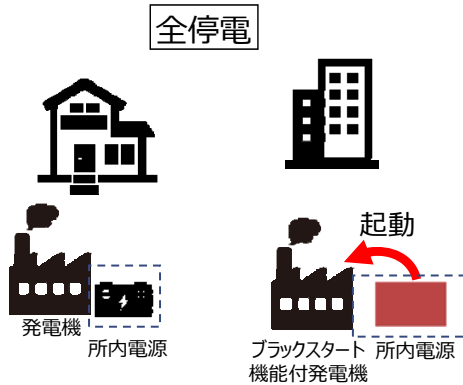 全停電
起動
発電機
所内電源
ブラックスタート
機能付発電機
所内電源